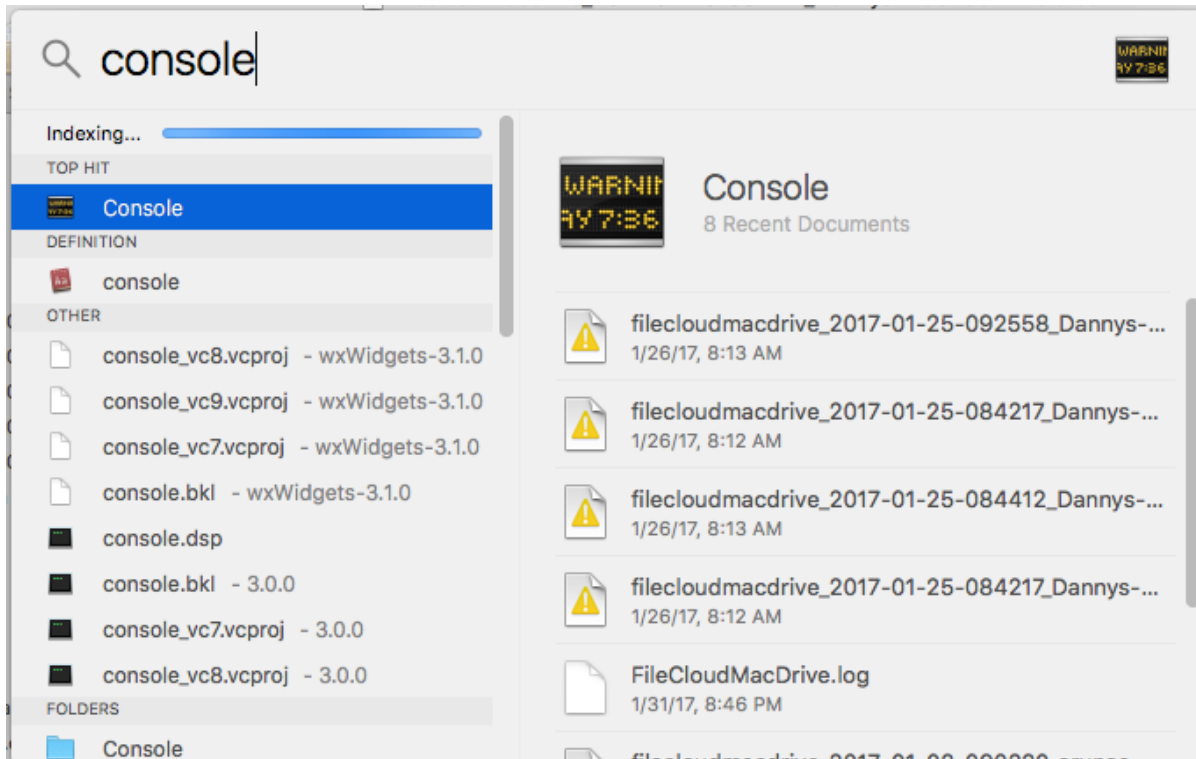 console
WARNIN
AY 7:36
Indexing...
TOP HIT
Console
DEFINITION
console
OTHER
console_vc8.vcproj - wxWidgets-3.1.0
console_vc9.vcproj - wxWidgets-3.1.0
console_vc7.vcproj - wxWidgets-3.1.0
console.bkl - wxWidgets-3.1.0
console.dsp
console.bkl - 3.0.0
console_vc7.vcproj - 3.0.0
console_vc8.vcproj - 3.0.0
FOLDERS
Console
WARNIN
AY 7:36
Console
8 Recent Documents
filecloudmacdrive_2017-01-25-092558_Dannys-...
1/26/17, 8:13 AM
filecloudmacdrive_2017-01-25-084217_Dannys-...
1/26/17, 8:12 AM
filecloudmacdrive_2017-01-25-084412_Dannys-...
1/26/17, 8:13 AM
filecloudmacdrive_2017-01-25-084217_Dannys-...
1/26/17, 8:12 AM
FileCloudMacDrive.log
1/31/17, 8:46 PM